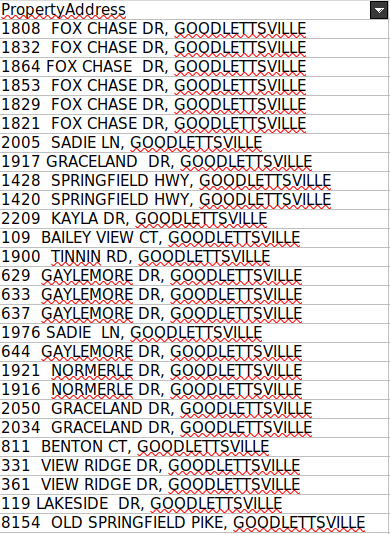 PropertyAddress
1808  FOX CHASE DR, GOODLETTSVILLE
1832  FOX CHASE DR, GOODLETTSVILLE
1864 FOX CHASE  DR, GOODLETTSVILLE
1853  FOX CHASE DR, GOODLETTSVILLE
1829  FOX CHASE DR, GOODLETTSVILLE
1821  FOX CHASE DR, GOODLETTSVILLE
2005  SADIE LN, GOODLETTSVILLE
1917 GRACELAND  DR, GOODLETTSVILLE
1428  SPRINGFIELD HWY, GOODLETTSVILLE
1420  SPRINGFIELD HWY, GOODLETTSVILLE
2209  KAYLA DR, GOODLETTSVILLE
109  BAILEY VIEW CT, GOODLETTSVILLE
1900  TINNIN RD, GOODLETTSVILLE
629  GAYLEMORE DR, GOODLETTSVILLE
633  GAYLEMORE DR, GOODLETTSVILLE
637  GAYLEMORE DR, GOODLETTSVILLE
1976 SADIE  LN, GOODLETTSVILLE
644  GAYLEMORE DR, GOODLETTSVILLE
1921  NORMERLE DR, GOODLETTSVILLE
1916  NORMERLE DR, GOODLETTSVILLE
2050  GRACELAND DR, GOODLETTSVILLE
2034  GRACELAND DR, GOODLETTSVILLE
811  BENTON CT, GOODLETTSVILLE
331  VIEW RIDGE DR, GOODLETTSVILLE
361  VIEW RIDGE DR, GOODLETTSVILLE
119 LAKESIDE  DR, GOODLETTSVILLE
8154  OLD SPRINGFIELD PIKE, GOODLETTSVILLE